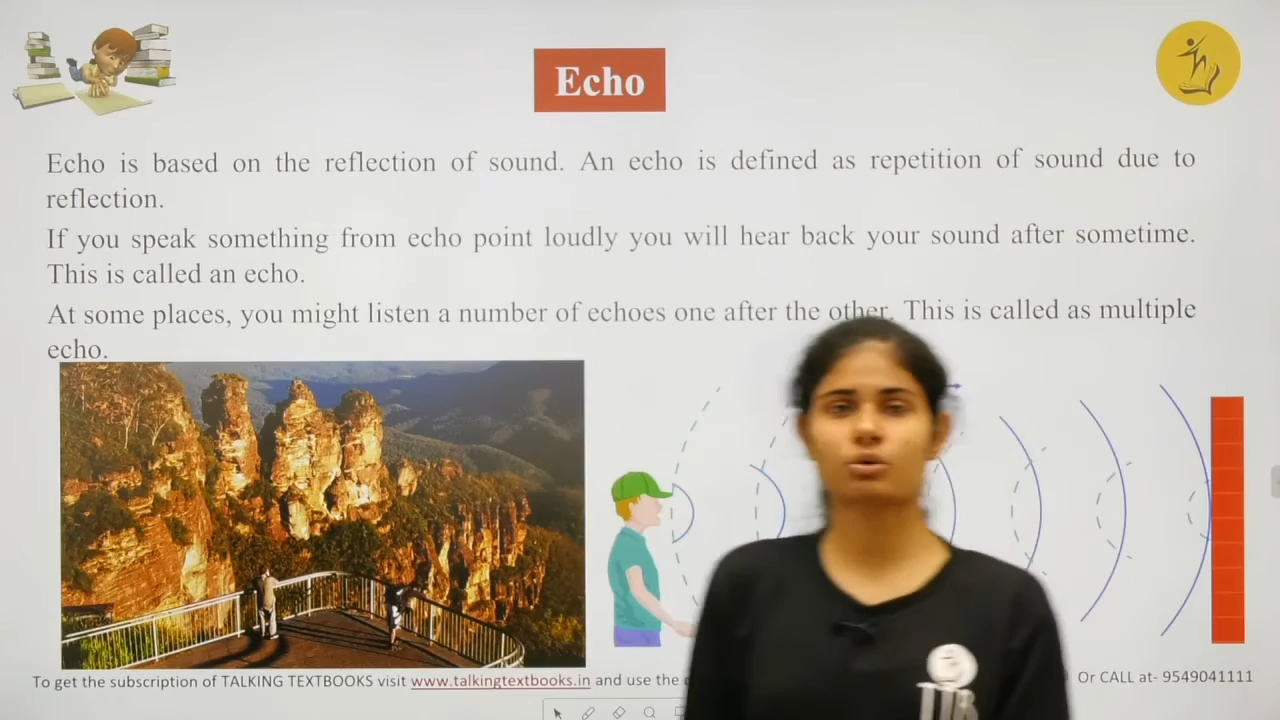 Echo
Echo is based on the reflection of sound. An echo is defined as repetition of sound due to
reflection.
If you speak something from echo point loudly you will hear back your sound after sometime.
This is called an echo.
At some places, you might listen a number of echoes one after the other. This is called as multiple
echo.
To get the subscription of TALKING TEXTBOOKS visit www.talkingtextbooks.in and use the
Or CALL at- 9549041111